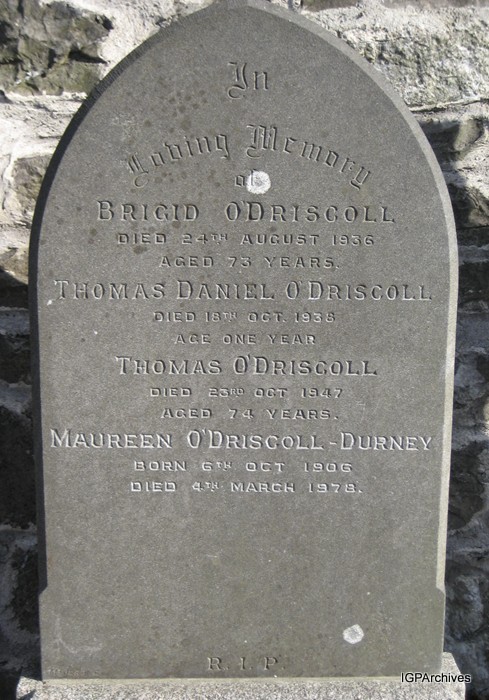 In
Loving Memory
of
BRIGID O'DRISCOLL
DIED 24TH AUGUST 1936
AGED 73 YEARS.
THOMAS DANIEL O'DRISCOLL
DIED 18TH OCT. 1938
AGE ONE YEAR
THOMAS O'DRISCOLL
DIED 23RD OCT 1947
AGED 74 YEARS.
MAUREEN O'DRISCOLL-DURNEY
BORN 6TH OCT 1906
DIED 4TH MARCH 1978.
R.I.P.
IGPArchives